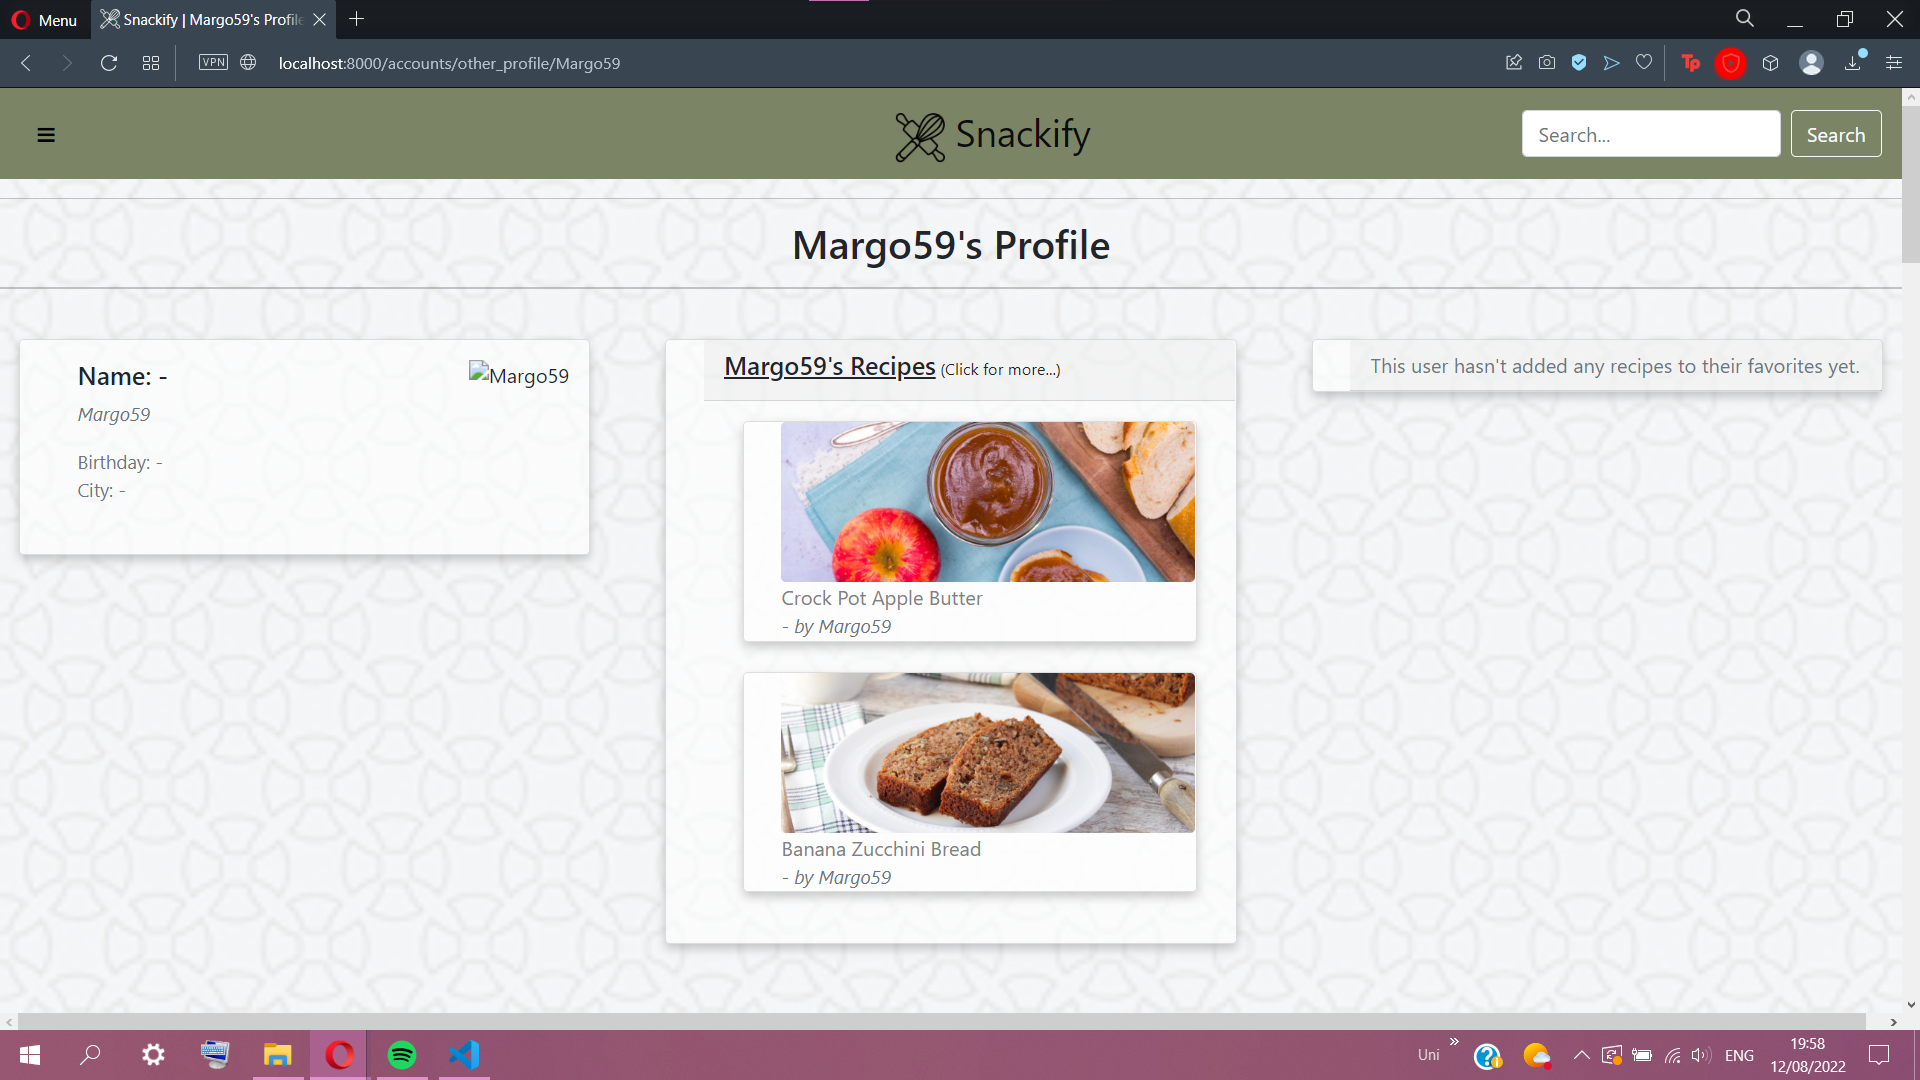 Menu
Snackify | Margo59's Profile
VPN
localhost:8000/accounts/other_profile/Margo59
Tp
Snackify
Search...
Search
Margo59's Profile
Name: -
Margo59
Margo59
Birthday: -
City: -
Margo59's Recipes (Click for more...)
Crock Pot Apple Butter
- by Margo59
Banana Zucchini Bread
- by Margo59
This user hasn't added any recipes to their favorites yet.
Uni
ENG
19:58
12/08/2022